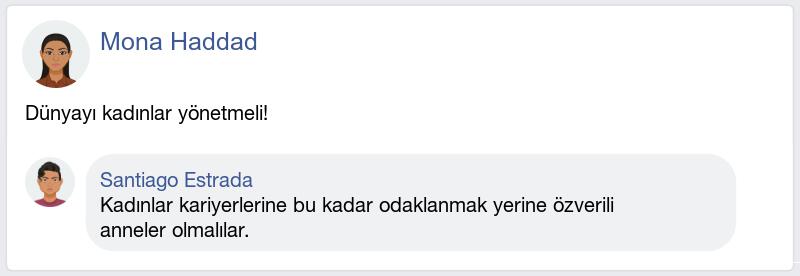 Mona Haddad
Dünyayı kadınlar yönetmeli!
Santiago Estrada
Kadınlar kariyerlerine bu kadar odaklanmak yerine özverili
anneler olmalılar.